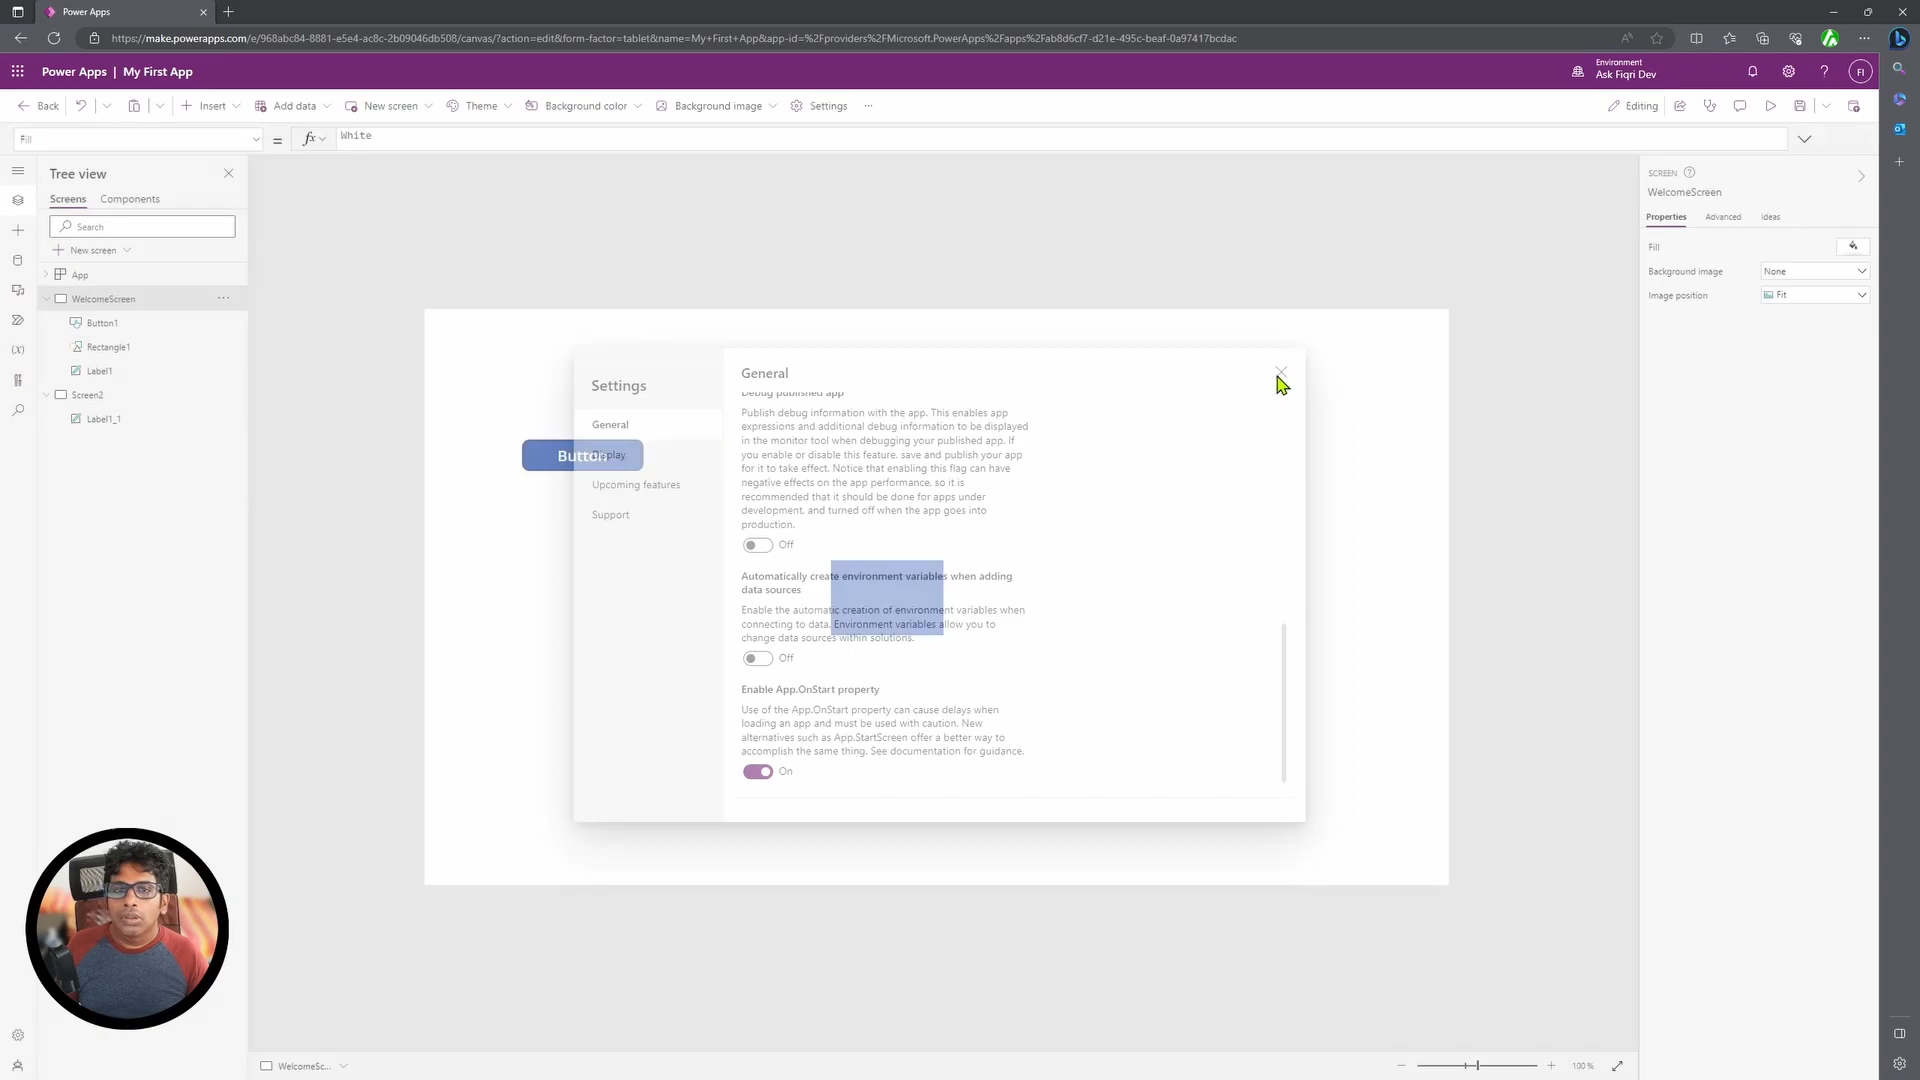 Power Apps
https://make.powerapps.com/e/968abc84-8881-e5e4-ac8c-2b09046db508/canvas/?action=edit&form-factor=tablet&name=My+First+App&app-id=%2Fproviders%2FMicrosoft.PowerApps%2Fapps%2Fab8d6cf7-d21e-495c-beaf-0a97417bcdac
Power Apps | My First App
Environment
Ask Fiqri Dev
FI
Back
Insert
Add data
New screen
Theme
Background color
Background image
Settings
Editing
Fill
=
fx
White
Tree view
Screens
Components
Search
New screen
App
WelcomeScreen
Button1
Rectangle1
Label1
Screen2
Label1_1
Settings
General
Display
Upcoming features
Support
Button
General
Debug published app
Publish debug information with the app. This enables app
expressions and additional debug information to be displayed
in the monitor tool when debugging your published app. If
you enable or disable this feature, save and publish your app
for it to take effect. Notice that enabling this flag can have
negative effects on the app performance, so it is
recommended that it should be done for apps under
development, and turned off when the app goes into
production.
Off
Automatically create environment variables when adding
data sources
Enable the automatic creation of environment variables when
connecting to data. Environment variables allow you to
change data sources within solutions.
Off
Enable App.OnStart property
Use of the App.OnStart property can cause delays when
loading an app and must be used with caution. New
alternatives such as App.StartScreen offer a better way to
accomplish the same thing. See documentation for guidance.
On
SCREEN
WelcomeScreen
Properties
Advanced
Ideas
Fill
Background image
None
Image position
Fit
WelcomeSc...
100 %